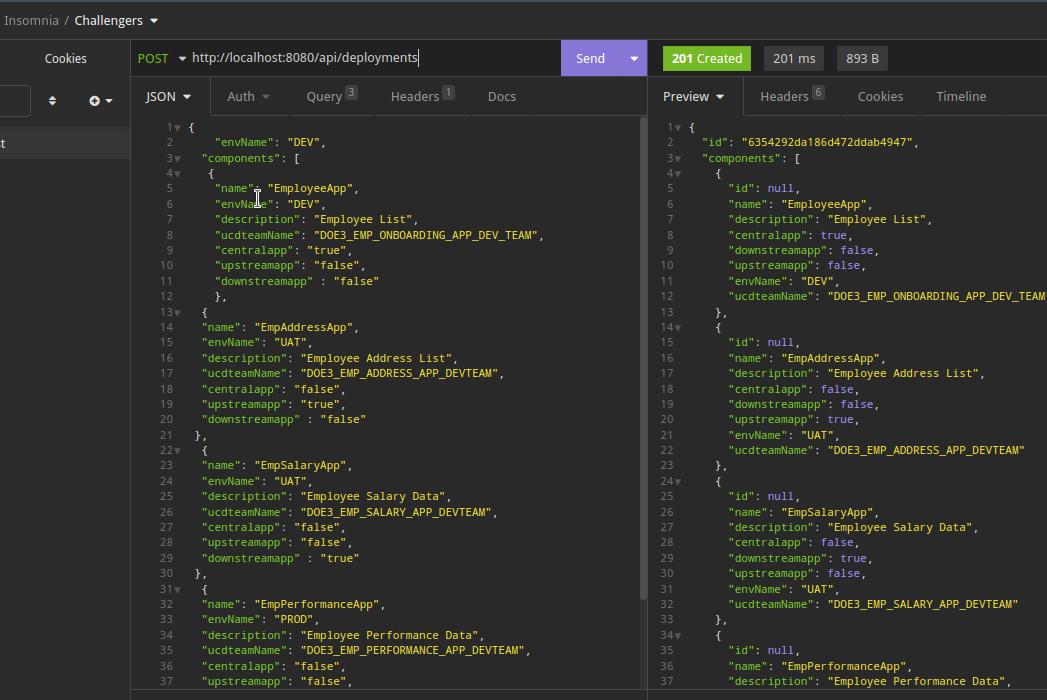 Insomnia / Challengers
Cookies
POST http://localhost:8080/api/deployments
Send
201 Created 201 ms 893 B
JSON Auth Query 3 Headers 1 Docs
Preview Headers 6 Cookies Timeline
st
1 {
2 "envName": "DEV",
3 "components": [
4 {
5 "name": "EmployeeApp",
6 "envName": "DEV",
7 "description": "Employee List",
8 "ucdteamName": "DOE3_EMP_ONBOARDING_APP_DEV_TEAM",
9 "centralapp": "true",
10 "upstreamapp": "false",
11 "downstreamapp" : "false"
12 },
13 {
14 "name": "EmpAddressApp",
15 "envName": "UAT",
16 "description": "Employee Address List",
17 "ucdteamName": "DOE3_EMP_ADDRESS_APP_DEVTEAM",
18 "centralapp": "false",
19 "upstreamapp": "true",
20 "downstreamapp" : "false"
21 },
22 {
23 "name": "EmpSalaryApp",
24 "envName": "UAT",
25 "description": "Employee Salary Data",
26 "ucdteamName": "DOE3_EMP_SALARY_APP_DEVTEAM",
27 "centralapp": "false",
28 "upstreamapp": "false",
29 "downstreamapp" : "true"
30 },
31 {
32 "name": "EmpPerformanceApp",
33 "envName": "PROD",
34 "description": "Employee Performance Data",
35 "ucdteamName": "DOE3_EMP_PERFORMANCE_APP_DEVTEAM",
36 "centralapp": "false",
37 "upstreamapp": "false",
1 {
2 "id": "6354292da186d472ddab4947",
3 "components": [
4 {
5 "id": null,
6 "name": "EmployeeApp",
7 "description": "Employee List",
8 "centralapp": true,
9 "downstreamapp": false,
10 "upstreamapp": false,
11 "envName": "DEV",
12 "ucdteamName": "DOE3_EMP_ONBOARDING_APP_DEV_TEAM"
13 },
14 {
15 "id": null,
16 "name": "EmpAddressApp",
17 "description": "Employee Address List",
18 "centralapp": false,
19 "downstreamapp": false,
20 "upstreamapp": true,
21 "envName": "UAT",
22 "ucdteamName": "DOE3_EMP_ADDRESS_APP_DEVTEAM"
23 },
24 {
25 "id": null,
26 "name": "EmpSalaryApp",
27 "description": "Employee Salary Data",
28 "centralapp": false,
29 "downstreamapp": true,
30 "upstreamapp": false,
31 "envName": "UAT",
32 "ucdteamName": "DOE3_EMP_SALARY_APP_DEVTEAM"
33 },
34 {
35 "id": null,
36 "name": "EmpPerformanceApp",
37 "description": "Employee Performance Data",